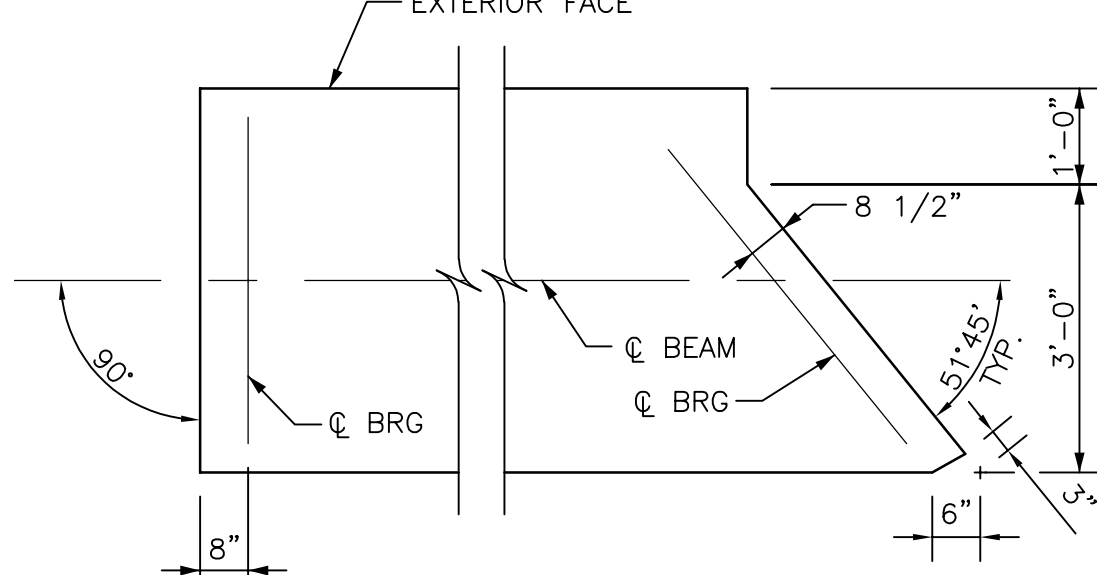 EXTERIOR FACE
1'-0"
8 1/2"
90°
℄ BEAM
℄ BRG
℄ BRG
51°45'
TYP.
3'-0"
8"
6"
3"